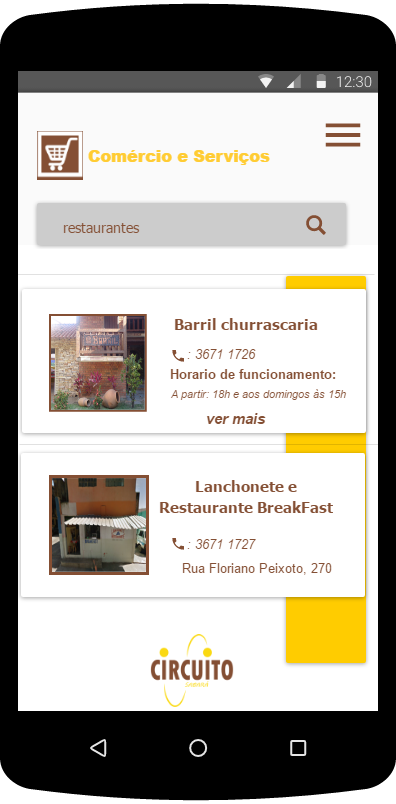 12:30
Comércio e Serviços
restaurantes
Barril churrascaria
: 3671 1726
Horario de funcionamento:
A partir: 18h e aos domingos às 15h
ver mais
Lanchonete e
Restaurante BreakFast
: 3671 1727
Rua Floriano Peixoto, 270
CIRCUITO